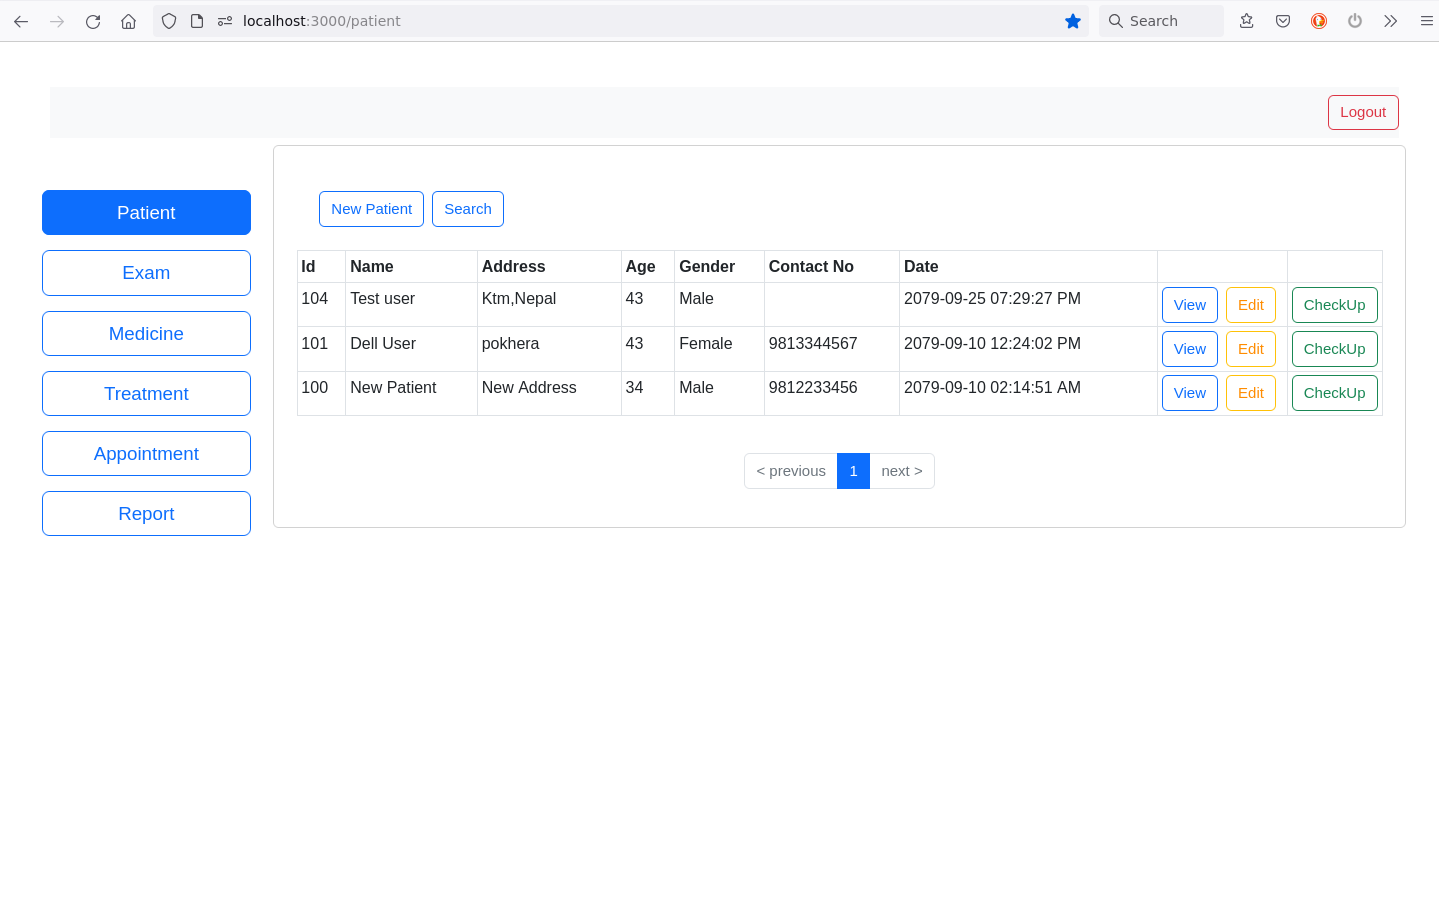 localhost:3000/patient Search
Logout
Patient
Exam
Medicine
Treatment
Appointment
Report
New Patient Search
Id Name Address Age Gender Contact No Date
104 Test user Ktm,Nepal 43 Male 2079-09-25 07:29:27 PM View Edit CheckUp
101 Dell User pokhera 43 Female 9813344567 2079-09-10 12:24:02 PM View Edit CheckUp
100 New Patient New Address 34 Male 9812233456 2079-09-10 02:14:51 AM View Edit CheckUp
< previous 1 next >